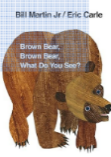 Bill Martin Jr / Eric Carle
Brown Bear,
Brown Bear,
What Do You See?